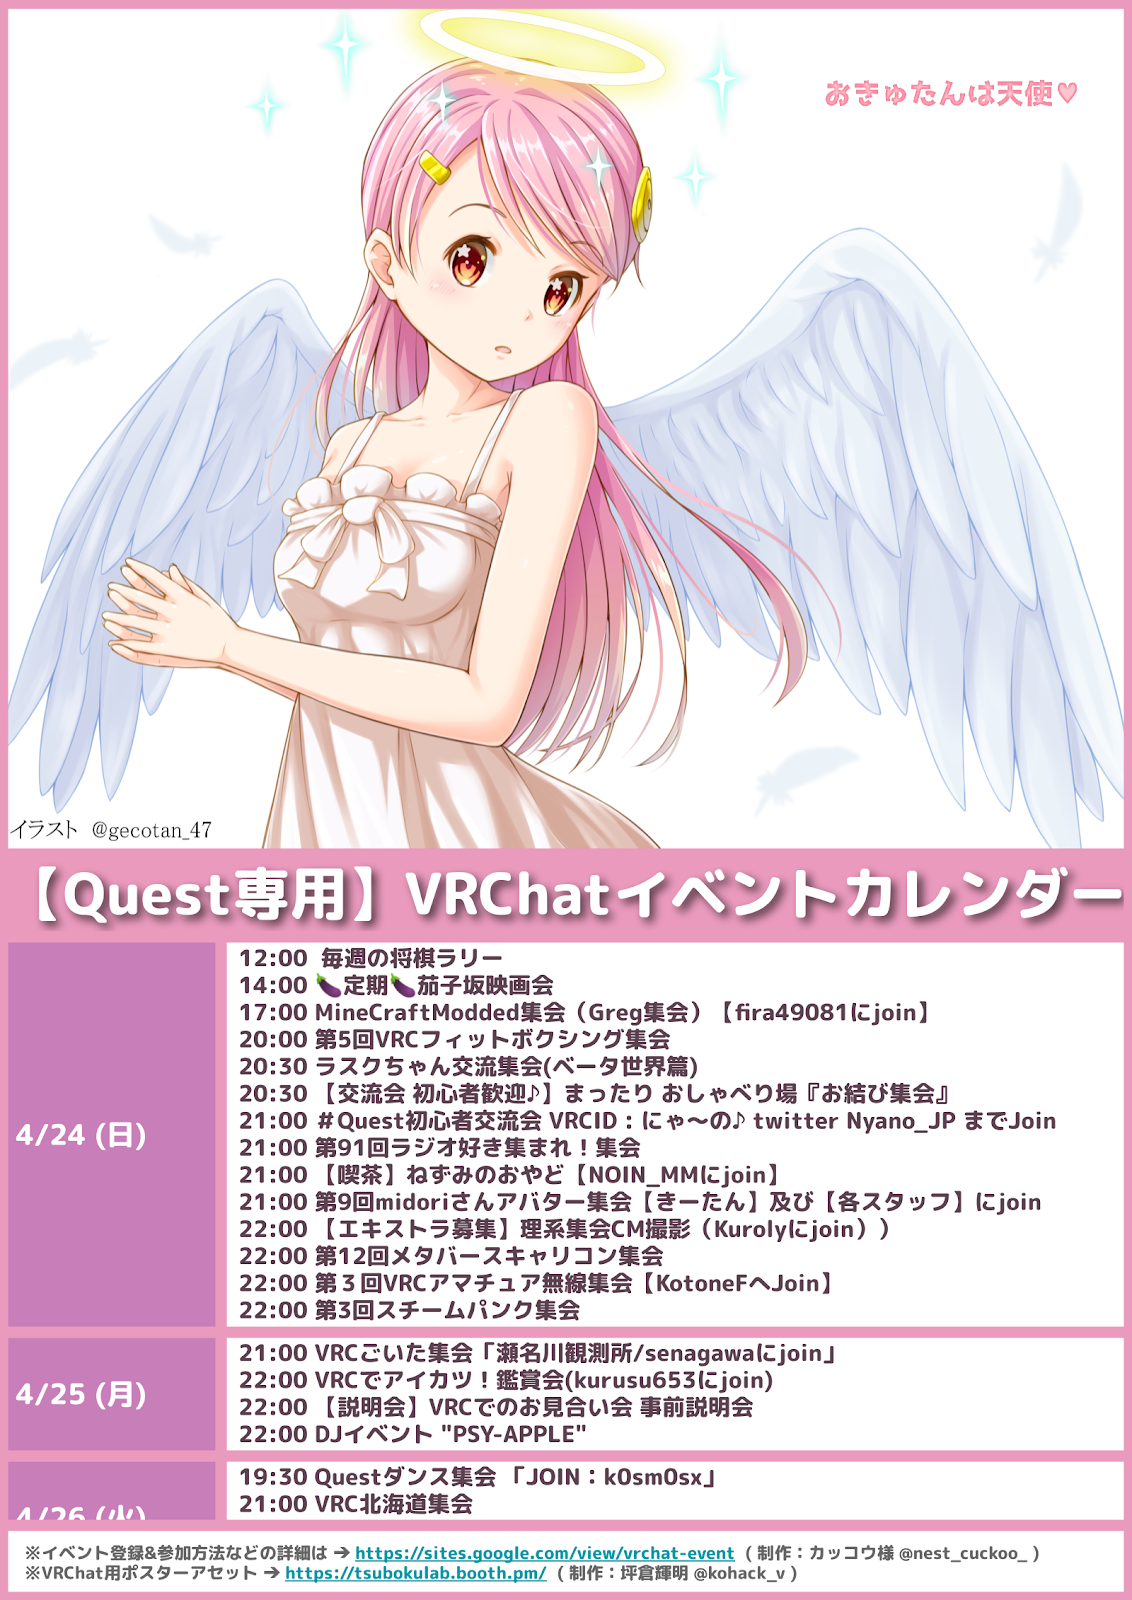 おきゅたんは天使♥
イラスト @gecotan_47
【Quest専用】VRChatイベントカレンダー
4/24 (日)
12:00 毎週の将棋ラリー
14:00 🍆定期🍆茄子坂映画会
17:00 MineCraftModded集会（Greg集会）【fira49081にjoin】
20:00 第5回VRCフィットボクシング集会
20:30 ラスクちゃん交流集会(ベータ世界篇)
20:30 【交流会 初心者歓迎♪】まったり おしゃべり場『お結び集会』
21:00 ＃Quest初心者交流会 VRCID：にゃ〜の♪ twitter Nyano_JP までJoin
21:00 第91回ラジオ好き集まれ！集会
21:00 【喫茶】ねずみのおやど【NOIN_MMにjoin】
21:00 第9回midoriさんアバター集会【きーたん】及び【各スタッフ】にjoin
22:00 【エキストラ募集】理系集会CM撮影（Kurolyにjoin））
22:00 第12回メタバースキャリコン集会
22:00 第３回VRCアマチュア無線集会【KotoneFへJoin】
22:00 第3回スチームパンク集会
4/25 (月)
21:00 VRCごいた集会「瀬名川観測所/senagawaにjoin」
22:00 VRCでアイカツ！鑑賞会(kurusu653にjoin)
22:00 【説明会】VRCでのお見合い会 事前説明会
22:00 DJイベント "PSY-APPLE"
4/26 (火)
19:30 Questダンス集会 「JOIN：k0sm0sx」
21:00 VRC北海道集会
※イベント登録&参加方法などの詳細は → https://sites.google.com/view/vrchat-event ( 制作：カッコウ様 @nest_cuckoo_ )
※VRChat用ポスターアセット → https://tsubokulab.booth.pm/ ( 制作：坪倉輝明 @kohack_v )